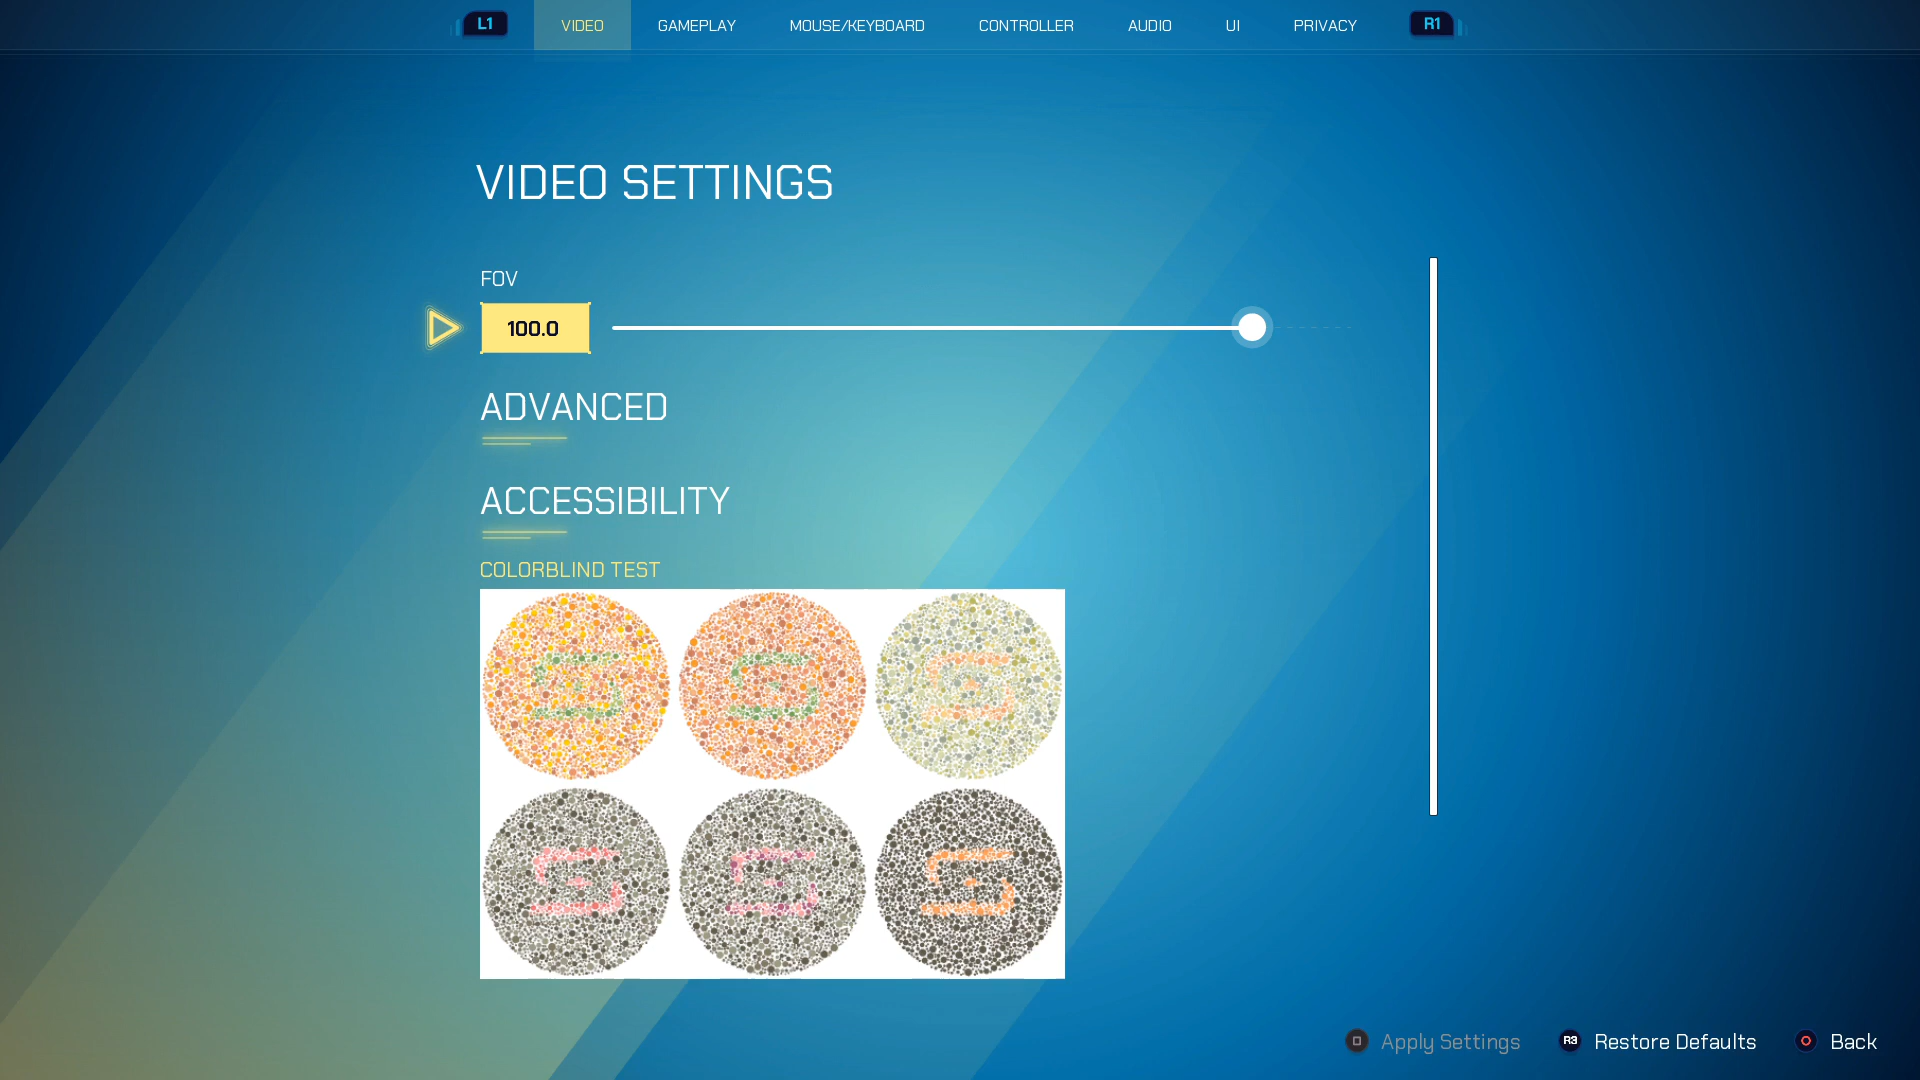 L1 VIDEO GAMEPLAY MOUSE/KEYBOARD CONTROLLER AUDIO UI PRIVACY R1
VIDEO SETTINGS
FOV
100.0
ADVANCED
ACCESSIBILITY
COLORBLIND TEST
Apply Settings R3 Restore Defaults Back